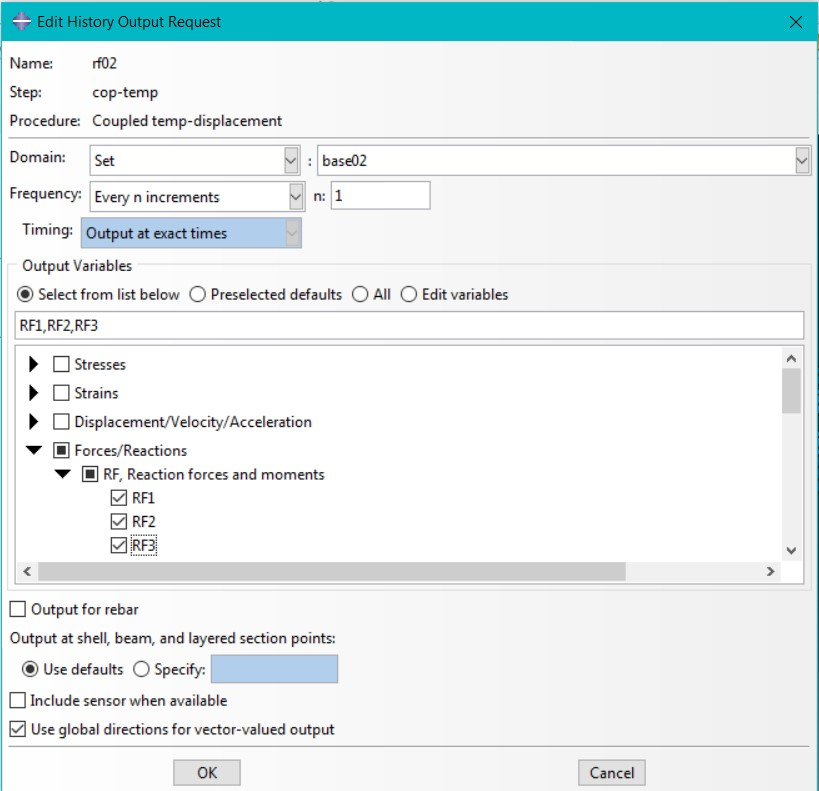 Edit History Output Request
Name: rf02
Step: cop-temp
Procedure: Coupled temp-displacement
Domain: Set : base02
Frequency: Every n increments n: 1
Timing: Output at exact times
Output Variables
Select from list below Preselected defaults All Edit variables
RF1,RF2,RF3
Stresses
Strains
Displacement/Velocity/Acceleration
Forces/Reactions
RF, Reaction forces and moments
RF1
RF2
RF3
Output for rebar
Output at shell, beam, and layered section points:
Use defaults Specify:
Include sensor when available
Use global directions for vector-valued output
OK Cancel